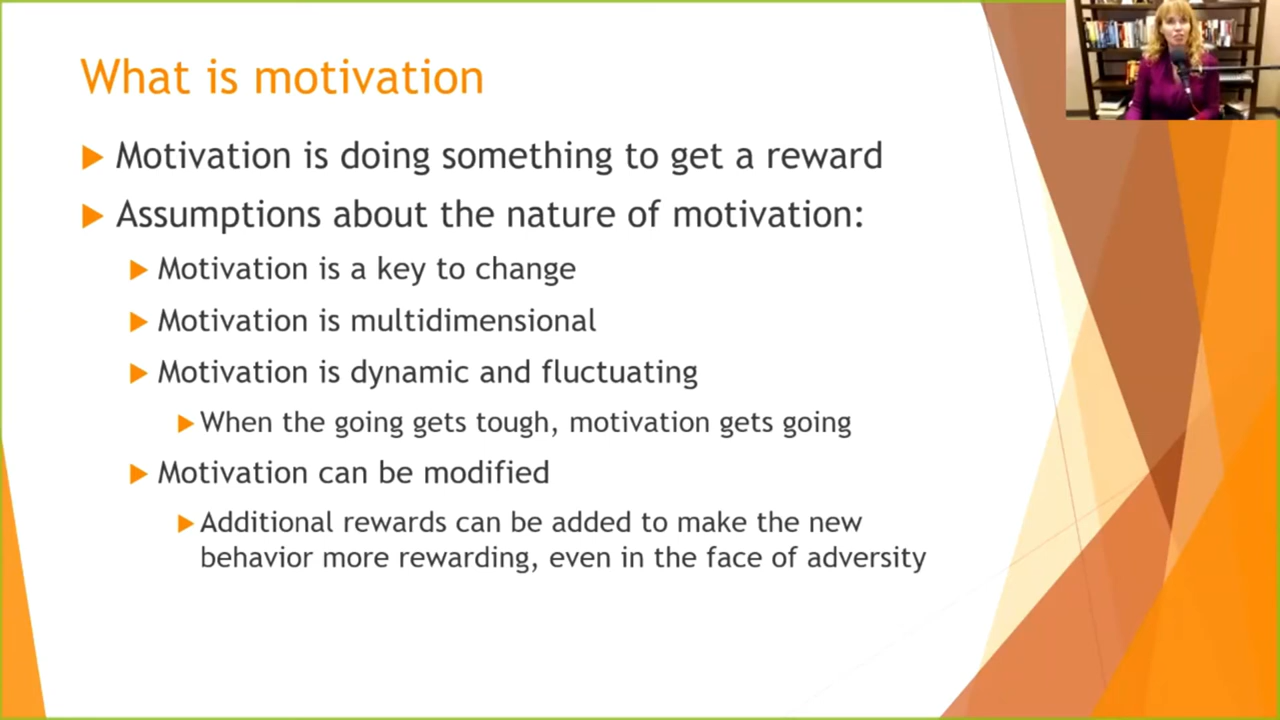 What is motivation
Motivation is doing something to get a reward
Assumptions about the nature of motivation:
Motivation is a key to change
Motivation is multidimensional
Motivation is dynamic and fluctuating
When the going gets tough, motivation gets going
Motivation can be modified
Additional rewards can be added to make the new
behavior more rewarding, even in the face of adversity